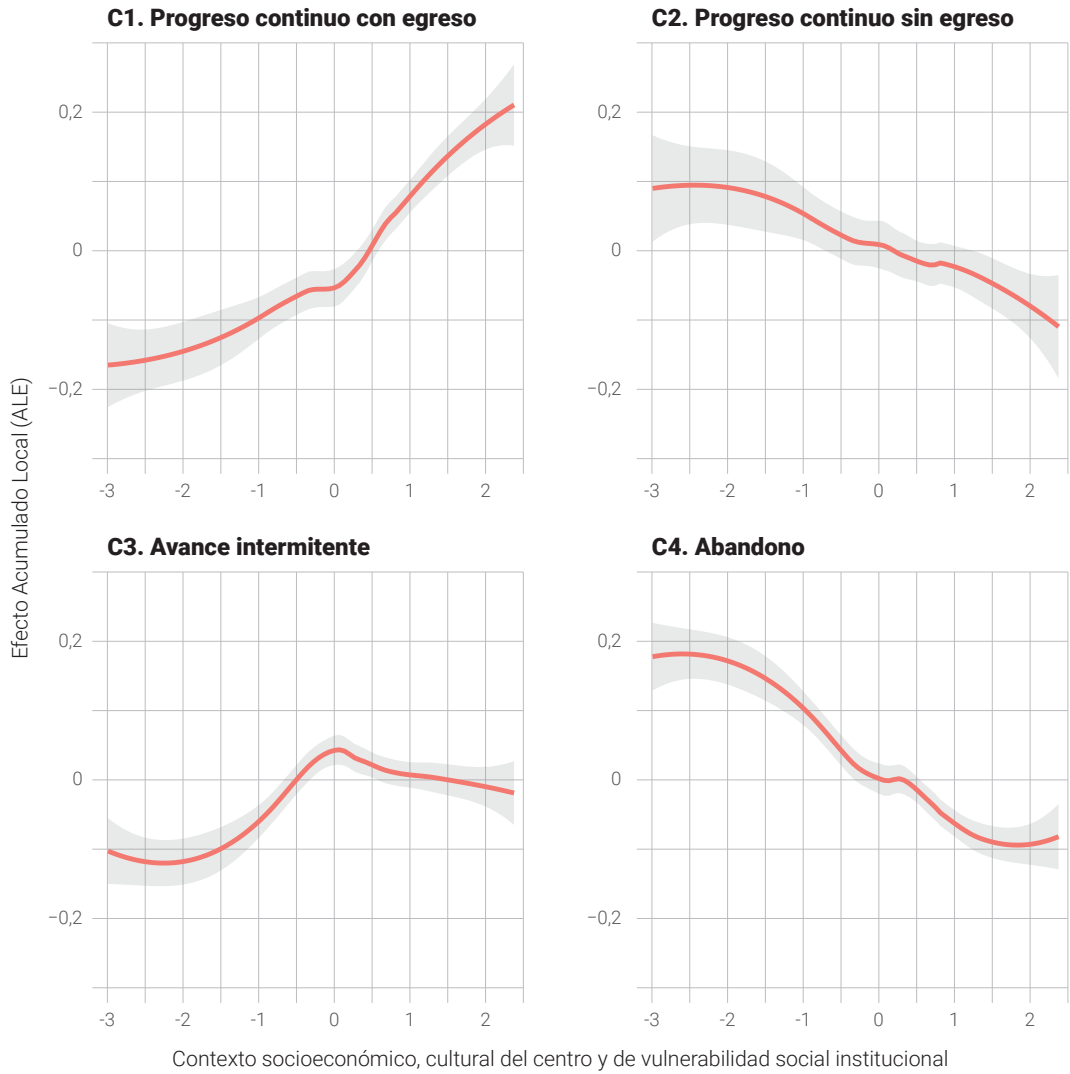 C1. Progreso continuo con egreso
C2. Progreso continuo sin egreso
0,2
0
−0,2
-3 -2 -1 0 1 2
0,2
0
−0,2
-3 -2 -1 0 1 2
Efecto Acumulado Local (ALE)
C3. Avance intermitente
C4. Abandono
0,2
0
−0,2
-3 -2 -1 0 1 2
0,2
0
−0,2
-3 -2 -1 0 1 2
Contexto socioeconómico, cultural del centro y de vulnerabilidad social institucional